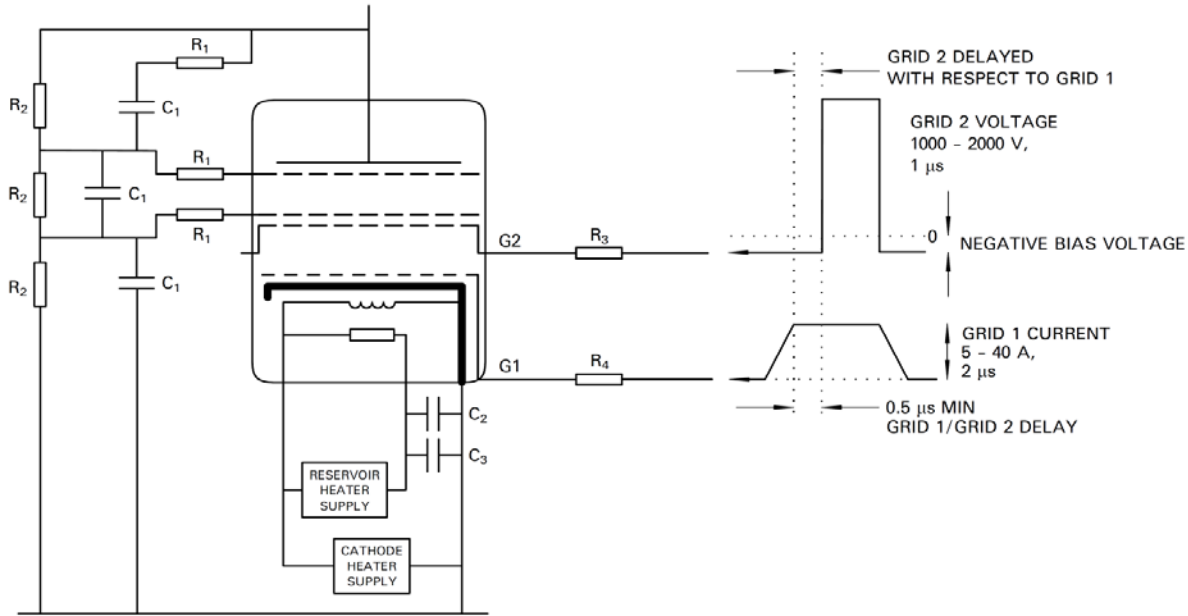 R1
R2
C1
R1
R2
C1
R1
R2
C1
G2
R3
G1
R4
C2
C3
RESERVOIR
HEATER
SUPPLY
CATHODE
HEATER
SUPPLY
GRID 2 DELAYED
WITH RESPECT TO GRID 1
GRID 2 VOLTAGE
1000 – 2000 V,
1 μs
0
NEGATIVE BIAS VOLTAGE
GRID 1 CURRENT
5 – 40 A,
2 μs
0.5 μs MIN
GRID 1/GRID 2 DELAY